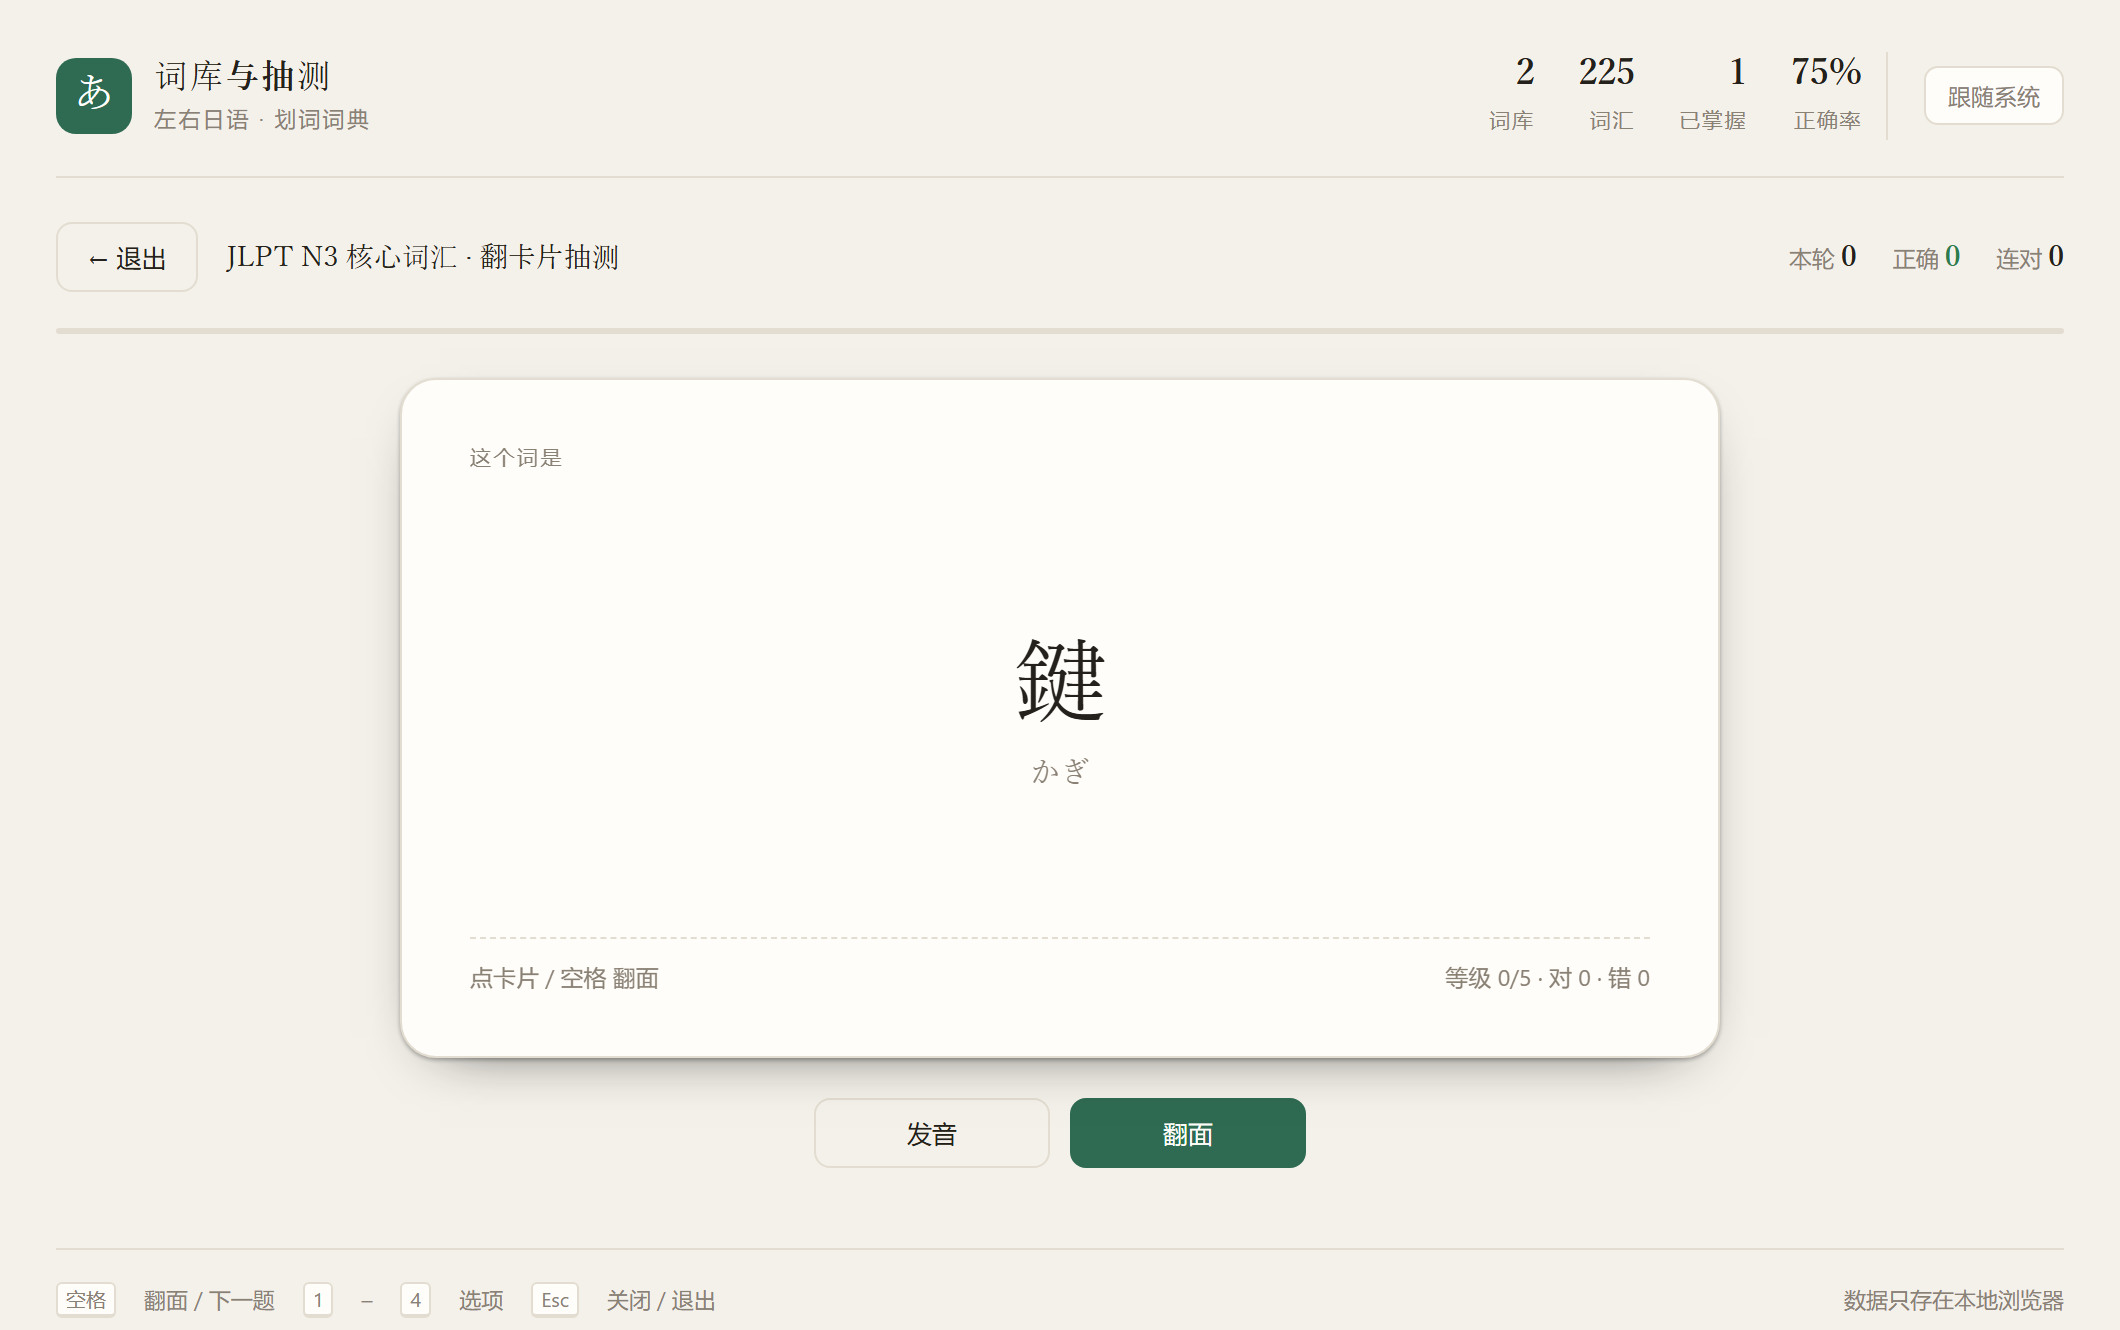 あ
词库与抽测
左右日语 · 划词词典
2 225 1 75%
词库 词汇 已掌握 正确率
跟随系统
← 退出
JLPT N3 核心词汇 · 翻卡片抽测
本轮 0 正确 0 连对 0
这个词是
鍵
かぎ
点卡片 / 空格 翻面
等级 0/5 · 对 0 · 错 0
发音
翻面
空格 翻面 / 下一题 1 – 4 选项 Esc 关闭 / 退出
数据只存在本地浏览器